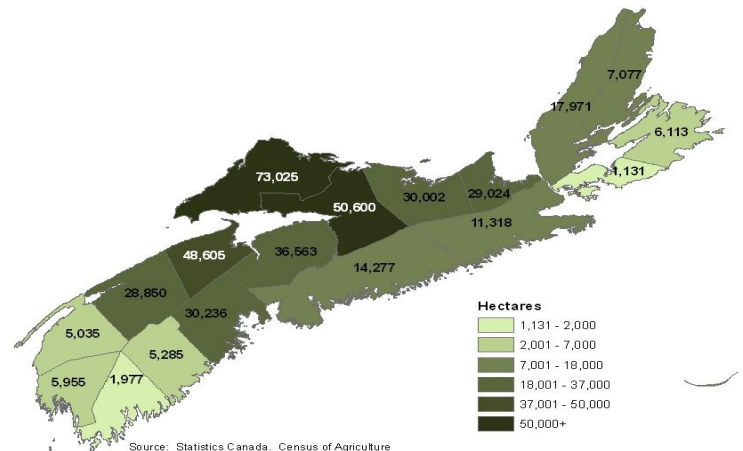 7,077
17,971
6,113
1,131
73,025
30,002
29,024
50,600
11,318
36,563
48,605
14,277
28,850
30,236
5,035
5,285
5,955
1,977
Hectares
1,131 - 2,000
2,001 - 7,000
7,001 - 18,000
18,001 - 37,000
37,001 - 50,000
50,000+
Source: Statistics Canada. Census of Agriculture